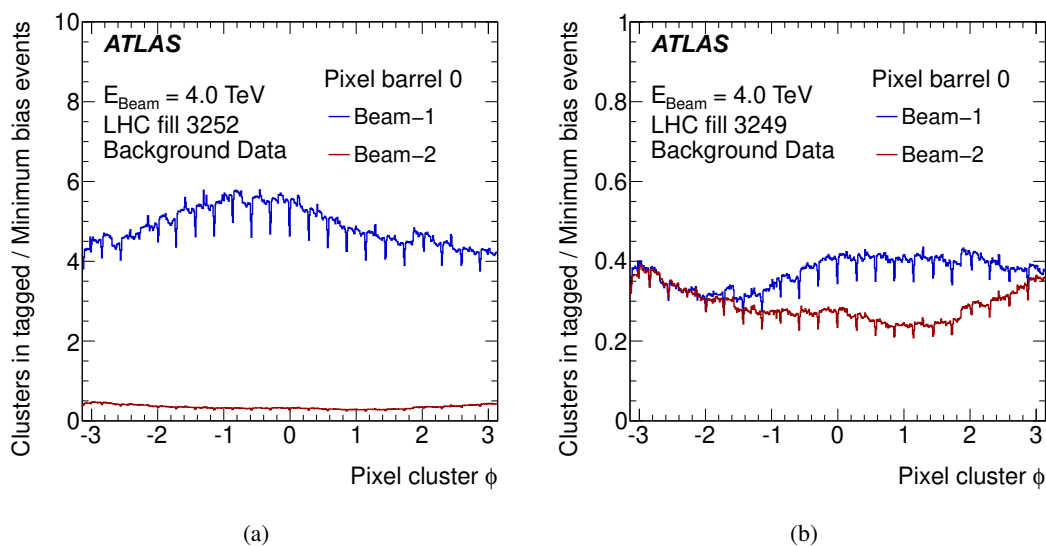 Clusters in tagged / Minimum bias events
10
8
6
4
2
0
ATLAS
E_Beam = 4.0 TeV
LHC fill 3252
Background Data
Pixel barrel 0
Beam−1
Beam−2
-3 -2 -1 0 1 2 3
Pixel cluster ϕ
(a)
Clusters in tagged / Minimum bias events
1
0.8
0.6
0.4
0.2
0
ATLAS
E_Beam = 4.0 TeV
LHC fill 3249
Background Data
Pixel barrel 0
Beam−1
Beam−2
-3 -2 -1 0 1 2 3
Pixel cluster ϕ
(b)